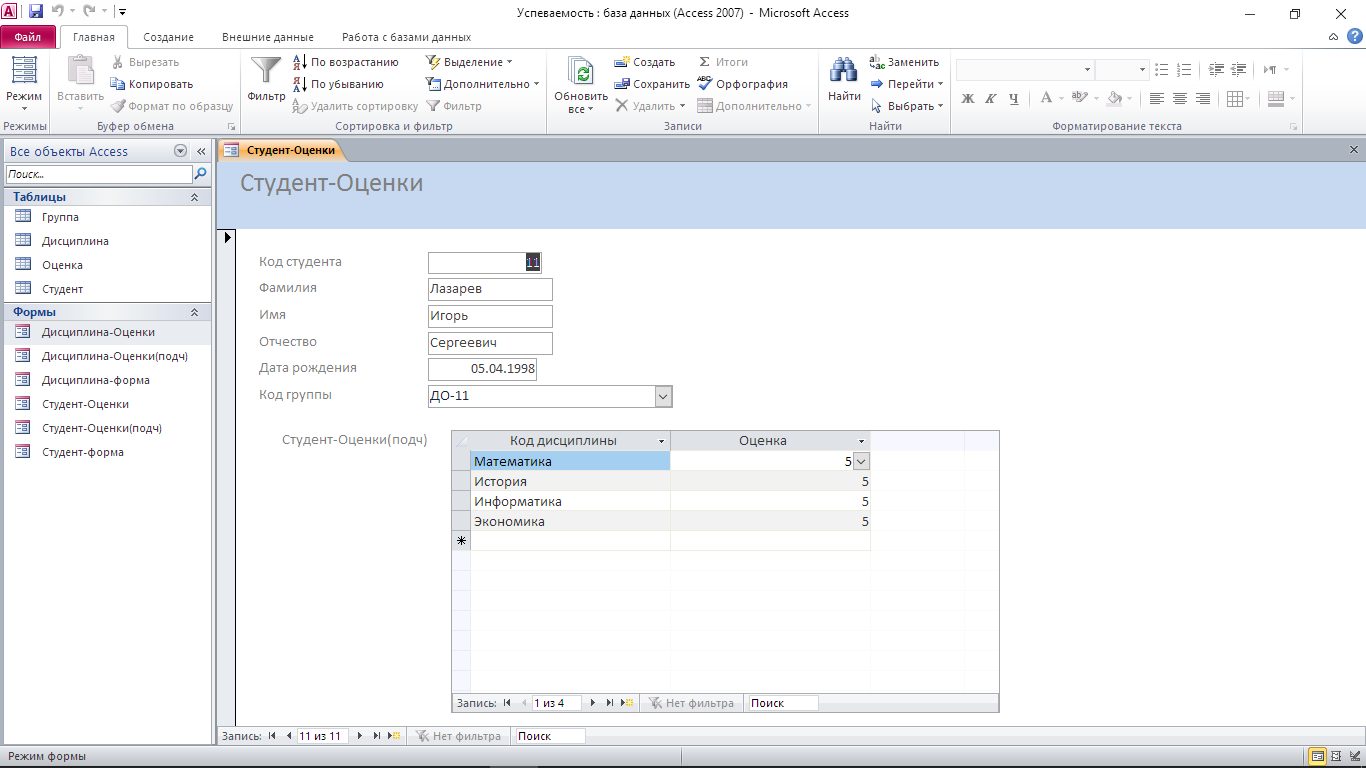 Успеваемость : база данных (Access 2007) - Microsoft Access
Файл Главная Создание Внешние данные Работа с базами данных
Режим
Режимы
Вставить
Вырезать
Копировать
Формат по образцу
Буфер обмена
Фильтр
По возрастанию
По убыванию
Удалить сортировку
Выделение
Дополнительно
Фильтр
Сортировка и фильтр
Обновить
все
Создать
Сохранить
Удалить
Итоги
Орфография
Дополнительно
Записи
Найти
Заменить
Перейти
Выбрать
Найти
Ж К Ч А
Форматирование текста
Все объекты Access
Поиск...
Таблицы
Группа
Дисциплина
Оценка
Студент
Формы
Дисциплина-Оценки
Дисциплина-Оценки(подч)
Дисциплина-форма
Студент-Оценки
Студент-Оценки(подч)
Студент-форма
Студент-Оценки
Студент-Оценки
Код студента 11
Фамилия Лазарев
Имя Игорь
Отчество Сергеевич
Дата рождения 05.04.1998
Код группы ДО-11
Студент-Оценки(подч)
Код дисциплины Оценка
Математика 5
История 5
Информатика 5
Экономика 5
Запись: 1 из 4 Нет фильтра Поиск
Запись: 11 из 11 Нет фильтра Поиск
Режим формы